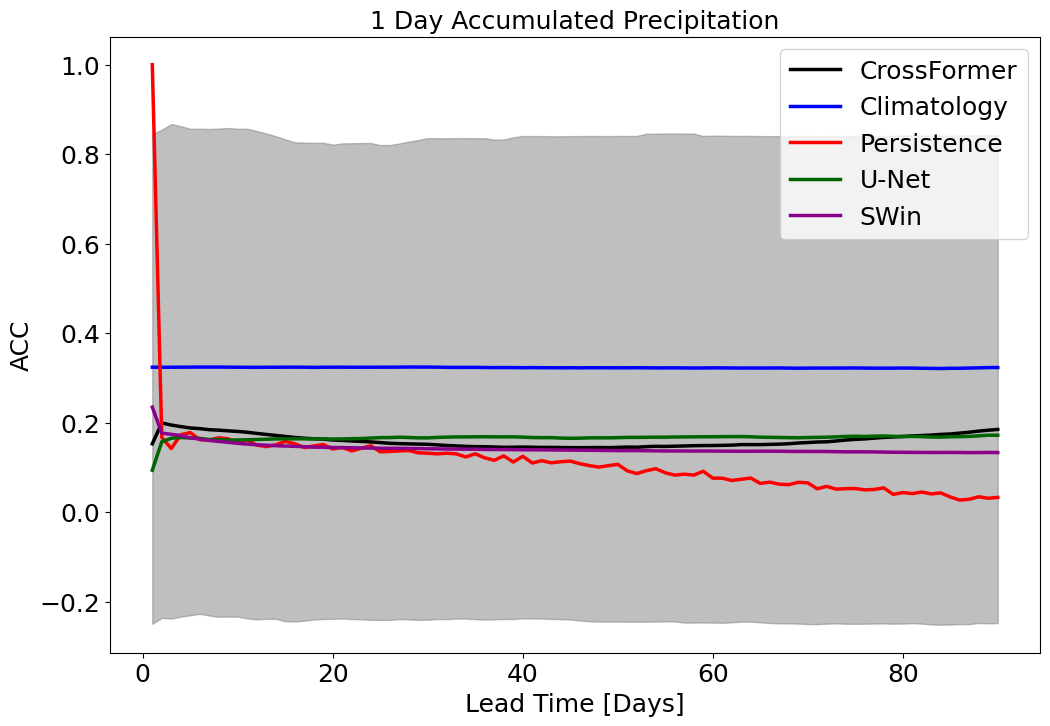 1 Day Accumulated Precipitation
CrossFormer
Climatology
Persistence
U-Net
SWin
ACC
1.0
0.8
0.6
0.4
0.2
0.0
−0.2
0
20
40
60
80
Lead Time [Days]